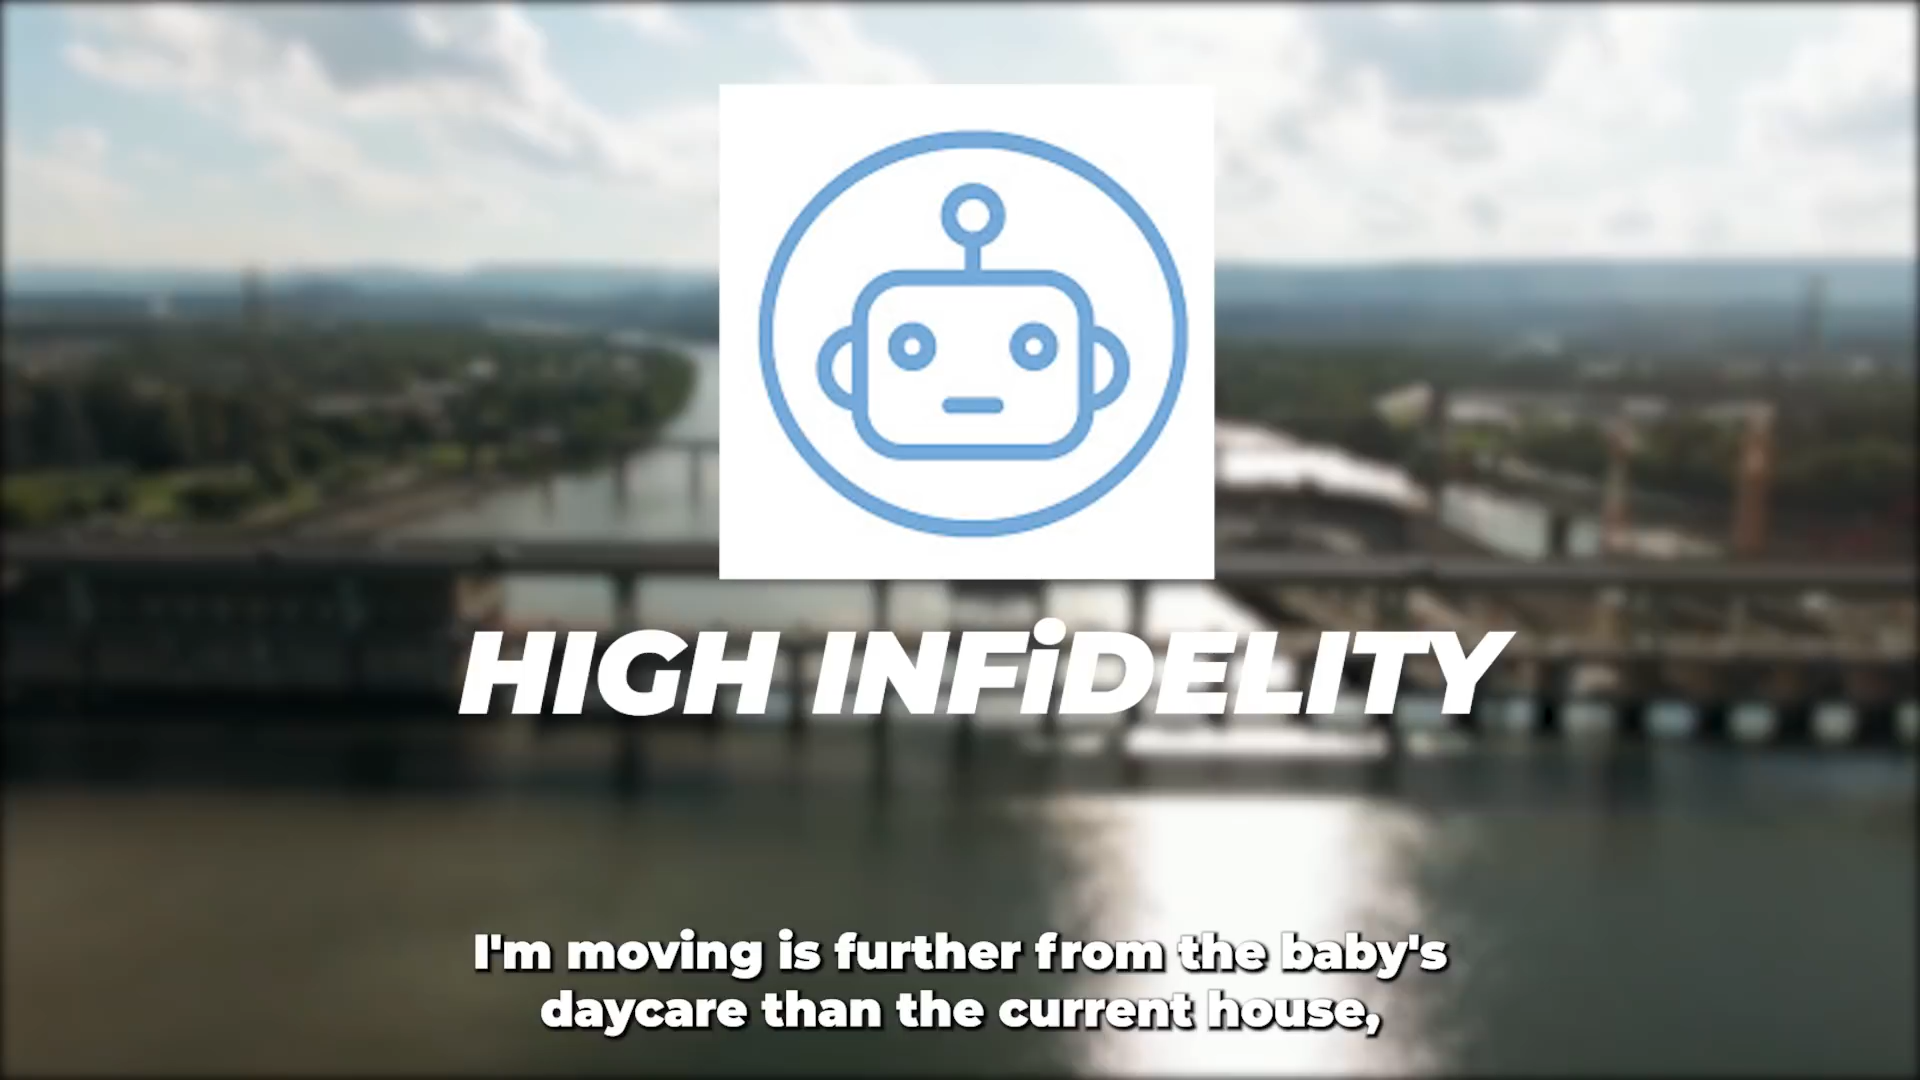 HIGH INFiDELITY
I'm moving is further from the baby's
daycare than the current house,